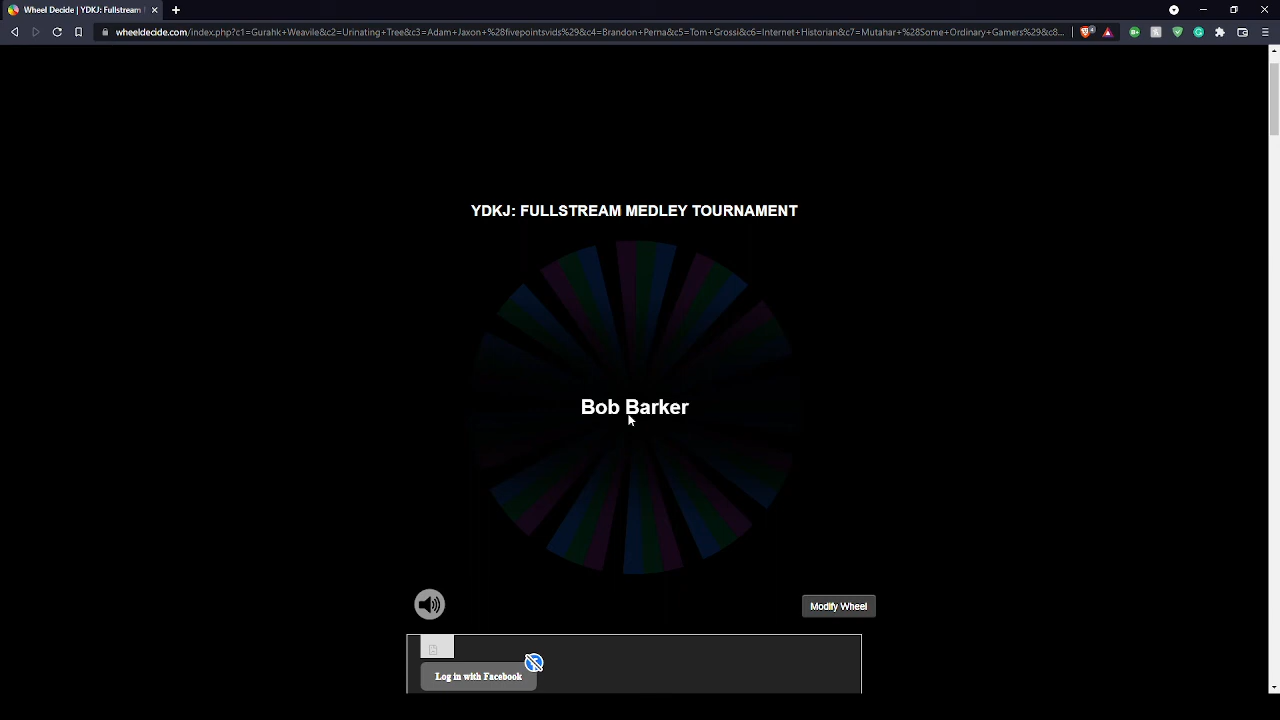 Wheel Decide | YDKJ: Fullstream
wheeldecide.com/index.php?c1=Gurahk+Weavile&c2=Urinating+Tree&c3=Adam+Jaxon+%28fivepointsvids%29&c4=Brandon+Perna&c5=Tom+Grossi&c6=Internet+Historian&c7=Mutahar+%28Some+Ordinary+Gamers%29&c8...
YDKJ: FULLSTREAM MEDLEY TOURNAMENT
Bob Barker
Modify Wheel
Log in with Facebook